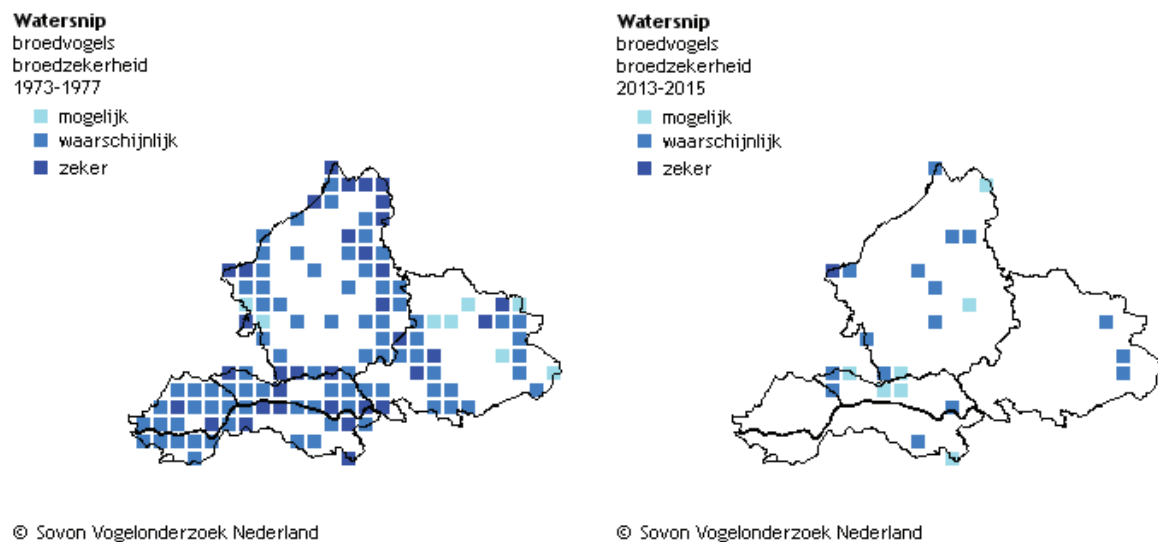 Watersnip
broedvogels
broedzekerheid
1973-1977
mogelijk
waarschijnlijk
zeker
© Sovon Vogelonderzoek Nederland
Watersnip
broedvogels
broedzekerheid
2013-2015
mogelijk
waarschijnlijk
zeker
© Sovon Vogelonderzoek Nederland